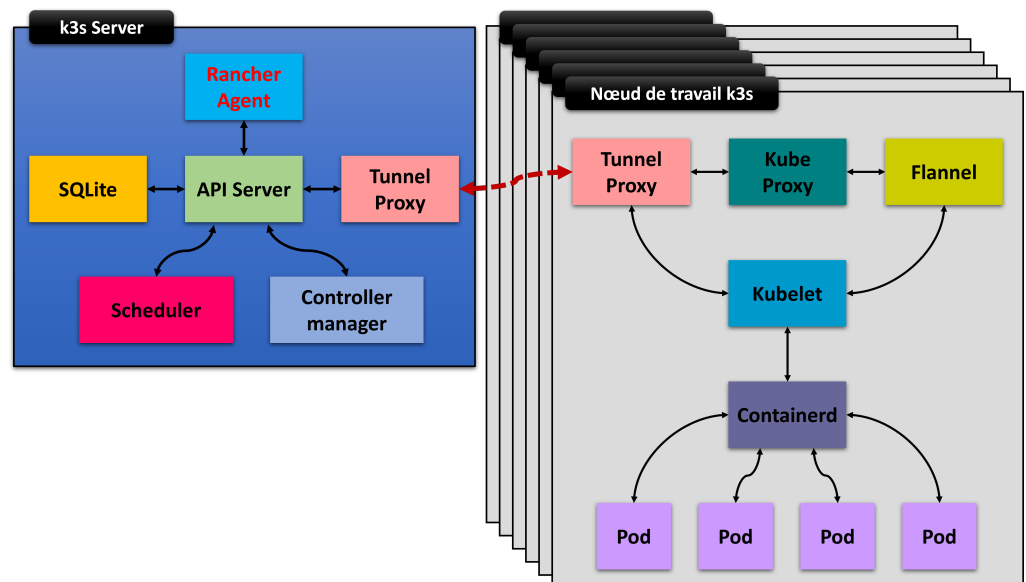 k3s Server
Rancher
Agent
SQLite
API Server
Tunnel
Proxy
Scheduler
Controller
manager
Nœud de travail k3s
Tunnel
Proxy
Kube
Proxy
Flannel
Kubelet
Containerd
Pod
Pod
Pod
Pod